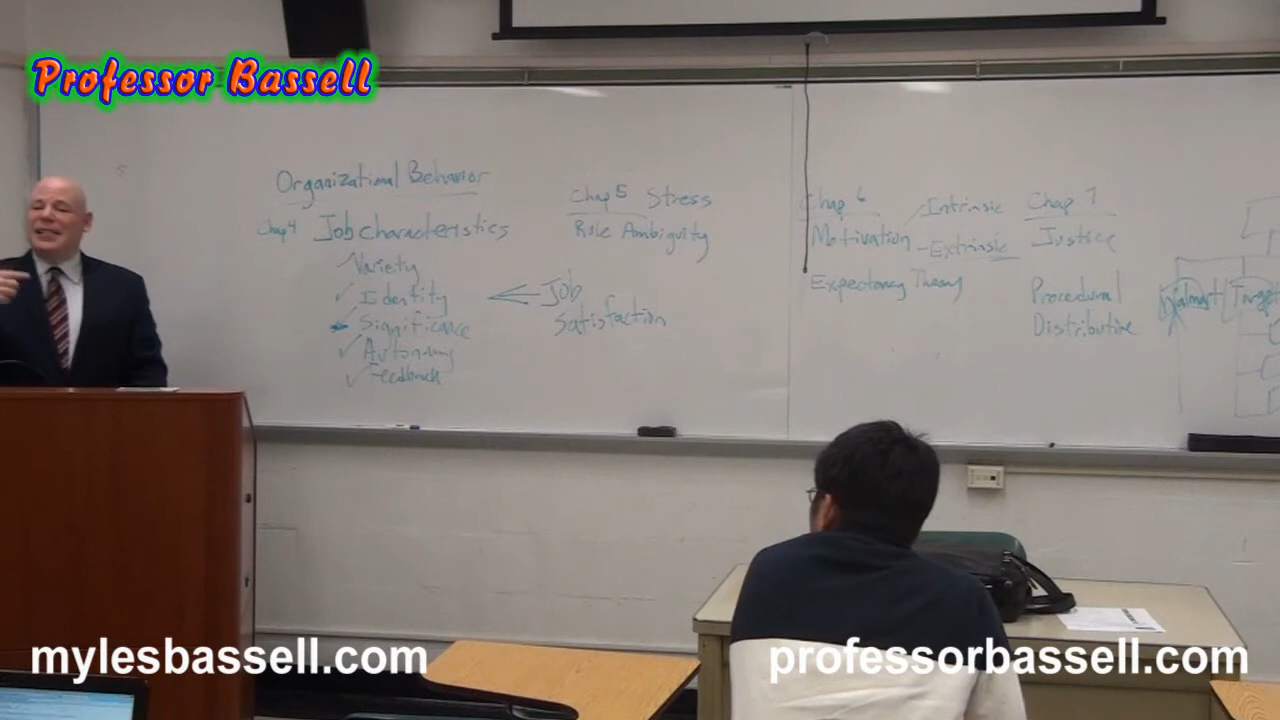 Professor Bassell
Organizational Behavior
Chap 4 Job characteristics
Variety
Identity
Significance
Autonomy
Feedback
Job
Satisfaction
Chap 5 Stress
Role Ambiguity
Chap 6
Motivation
Intrinsic
Extrinsic
Expectancy Theory
Chap 7
Justice
Procedural
Distributive
Walmart
Target
mylesbassell.com
professorbassell.com